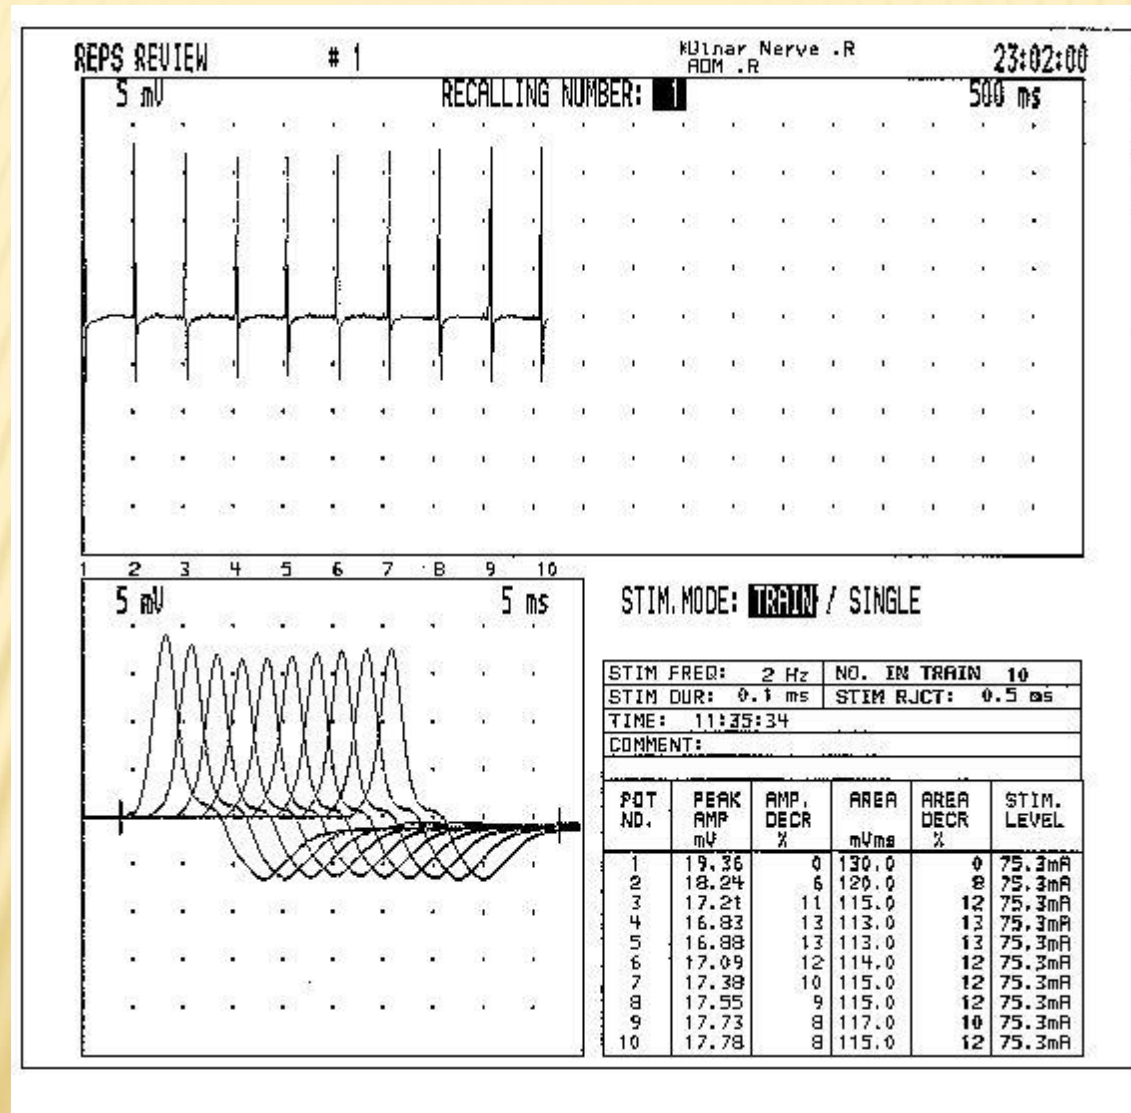 REPS REVIEW # 1 *Ulnar Nerve .R 23:02:00
ADM .R
5 mV RECALLING NUMBER: 1 500 ms
1 2 3 4 5 6 7 8 9 10
5 mV 5 ms
STIM. MODE: TRAIN / SINGLE
STIM FREQ: 2 Hz NO. IN TRAIN 10
STIM DUR: 0.1 ms STIM RJCT: 0.5 ms
TIME: 11:35:34
COMMENT:
POT NO. PEAK AMP mV AMP. DECR % AREA mVms AREA DECR % STIM. LEVEL
1 19.36 0 130.0 0 75.3mA
2 18.24 6 120.0 8 75.3mA
3 17.21 11 115.0 12 75.3mA
4 16.83 13 113.0 13 75.3mA
5 16.88 13 113.0 13 75.3mA
6 17.09 12 114.0 12 75.3mA
7 17.38 10 115.0 12 75.3mA
8 17.55 9 115.0 12 75.3mA
9 17.73 8 117.0 10 75.3mA
10 17.78 8 115.0 12 75.3mA